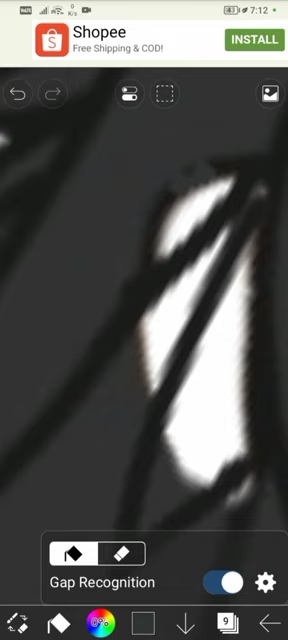 7:12
Shopee
Free Shipping & COD!
INSTALL
Gap Recognition
0%
9